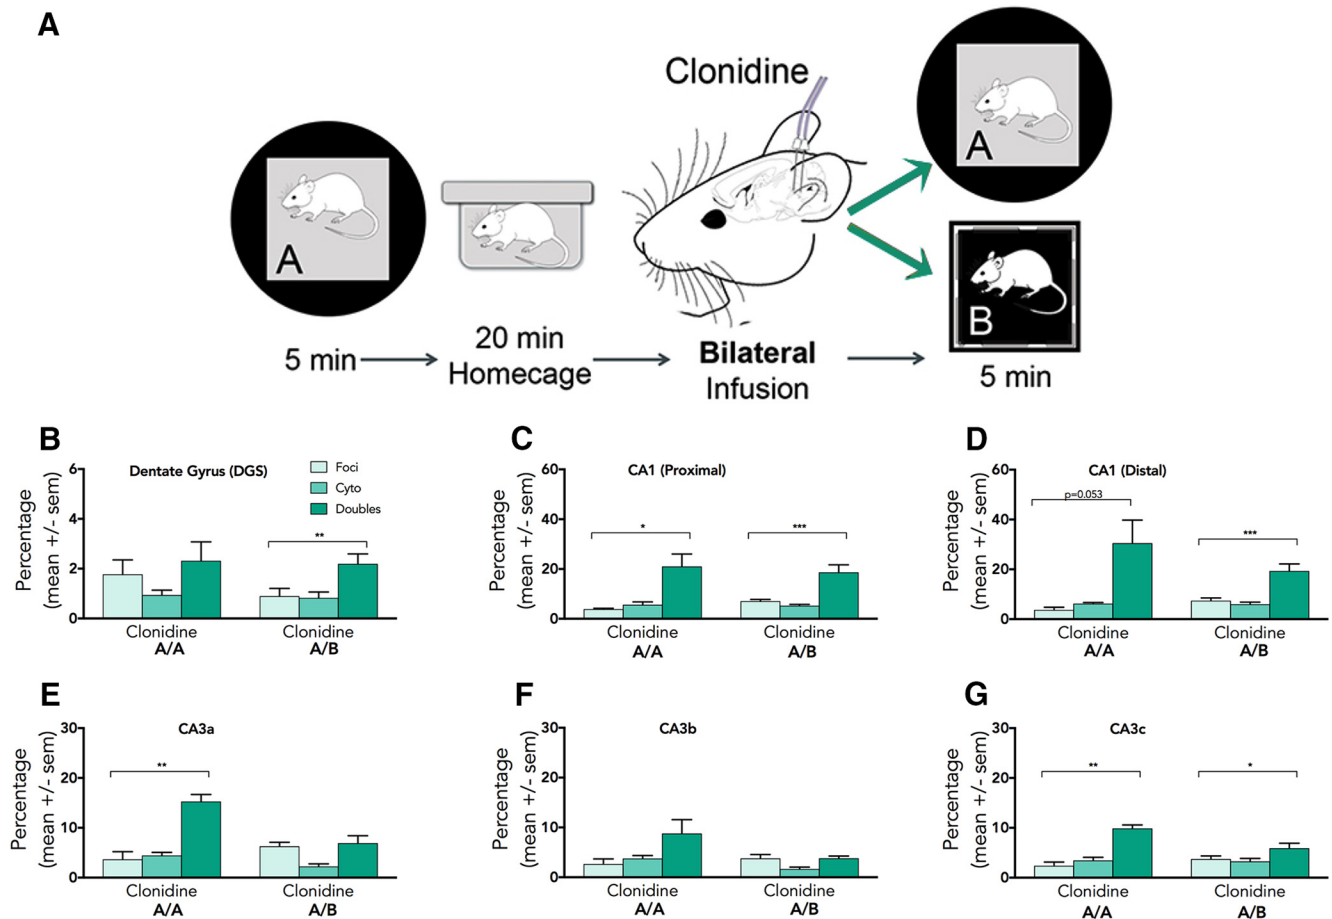 A
Clonidine
A
A
B
5 min
20 min
Homecage
Bilateral
Infusion
5 min
B
Dentate Gyrus (DGS)
Foci
Cyto
Doubles
Percentage
(mean +/- sem)
6
4
2
0
**
Clonidine
A/A
Clonidine
A/B
C
CA1 (Proximal)
Percentage
(mean +/- sem)
60
40
20
0
*
***
Clonidine
A/A
Clonidine
A/B
D
CA1 (Distal)
Percentage
(mean +/- sem)
60
40
20
0
p=0.053
***
Clonidine
A/A
Clonidine
A/B
E
CA3a
Percentage
(mean +/- sem)
30
20
10
0
**
Clonidine
A/A
Clonidine
A/B
F
CA3b
Percentage
(mean +/- sem)
30
20
10
0
Clonidine
A/A
Clonidine
A/B
G
CA3c
Percentage
(mean +/- sem)
30
20
10
0
**
*
Clonidine
A/A
Clonidine
A/B